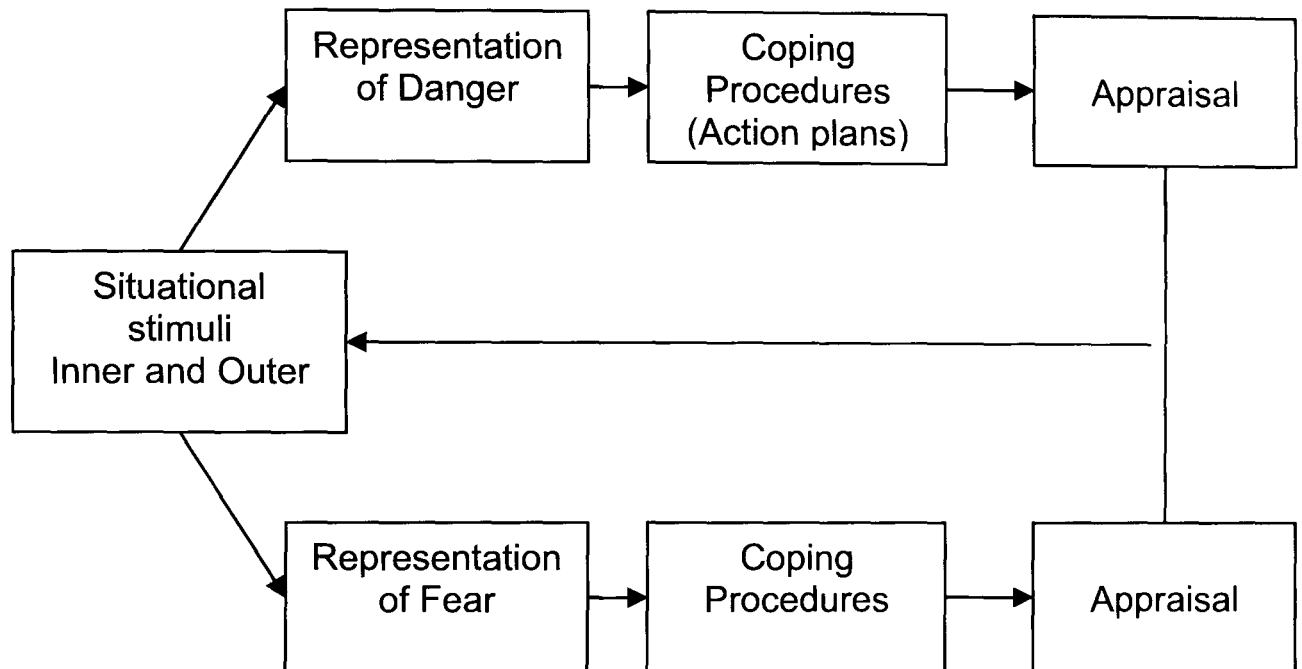 Representation
of Danger
Coping
Procedures
(Action plans)
Appraisal
Situational
stimuli
Inner and Outer
Representation
of Fear
Coping
Procedures
Appraisal